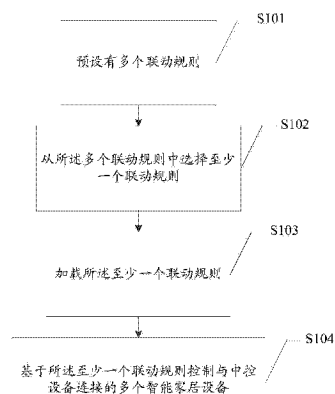 S101
预设有多个联动规则
S102
从所述多个联动规则中选择至少
一个联动规则
S103
加载所述至少一个联动规则
S104
基于所述至少一个联动规则控制与中控
设备连接的多个智能家居设备